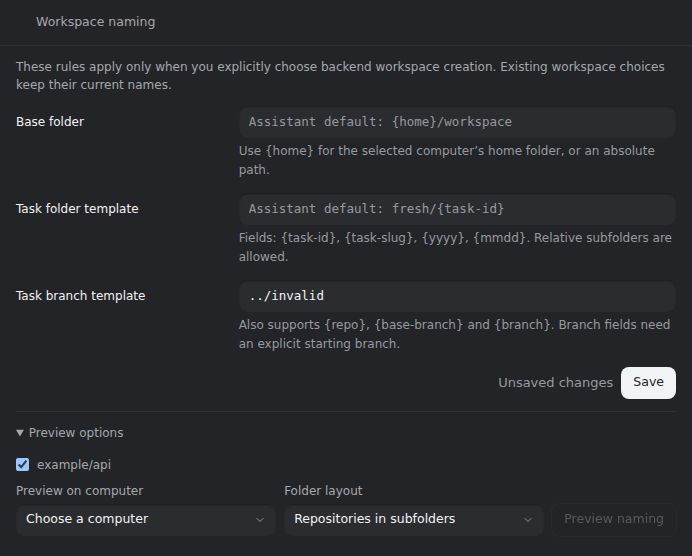 Workspace naming
These rules apply only when you explicitly choose backend workspace creation. Existing workspace choices
keep their current names.
Base folder
Assistant default: {home}/workspace
Use {home} for the selected computer’s home folder, or an absolute
path.
Task folder template
Assistant default: fresh/{task-id}
Fields: {task-id}, {task-slug}, {yyyy}, {mmdd}. Relative subfolders are
allowed.
Task branch template
../invalid
Also supports {repo}, {base-branch} and {branch}. Branch fields need
an explicit starting branch.
Unsaved changes
Save
Preview options
example/api
Preview on computer
Folder layout
Choose a computer
Repositories in subfolders
Preview naming